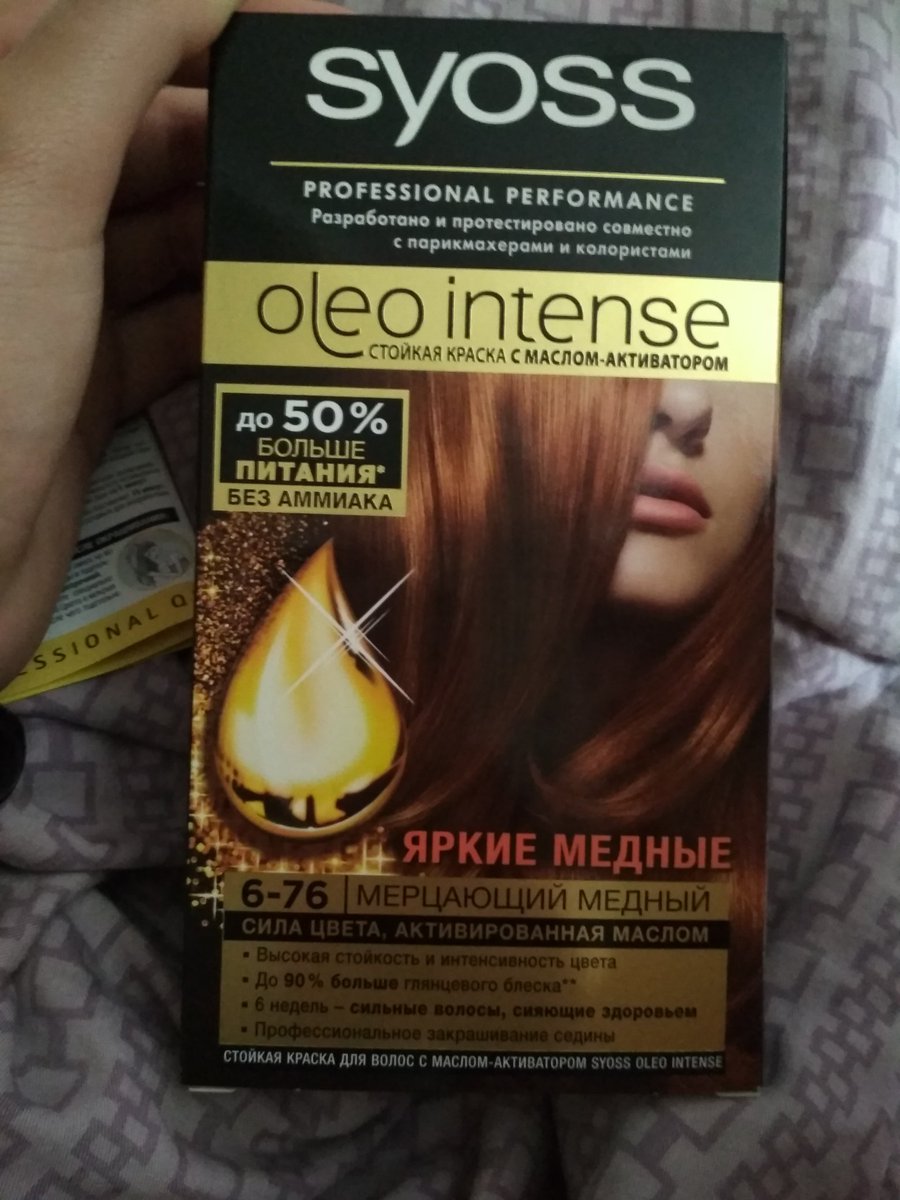 syoss
PROFESSIONAL PERFORMANCE
Разработано и протестировано совместно
с парикмахерами и колористами
oleo intense
СТОЙКАЯ КРАСКА С МАСЛОМ-АКТИВАТОРОМ
до 50%
БОЛЬШЕ
ПИТАНИЯ*
БЕЗ АММИАКА
ESSIONAL Q
ЯРКИЕ МЕДНЫЕ
6-76 МЕРЦАЮЩИЙ МЕДНЫЙ
СИЛА ЦВЕТА, АКТИВИРОВАННАЯ МАСЛОМ
▪ Высокая стойкость и интенсивность цвета
▪ До 90% больше глянцевого блеска**
▪ 6 недель – сильные волосы, сияющие здоровьем
▪ Профессиональное закрашивание седины
СТОЙКАЯ КРАСКА ДЛЯ ВОЛОС С МАСЛОМ-АКТИВАТОРОМ SYOSS OLEO INTENSE